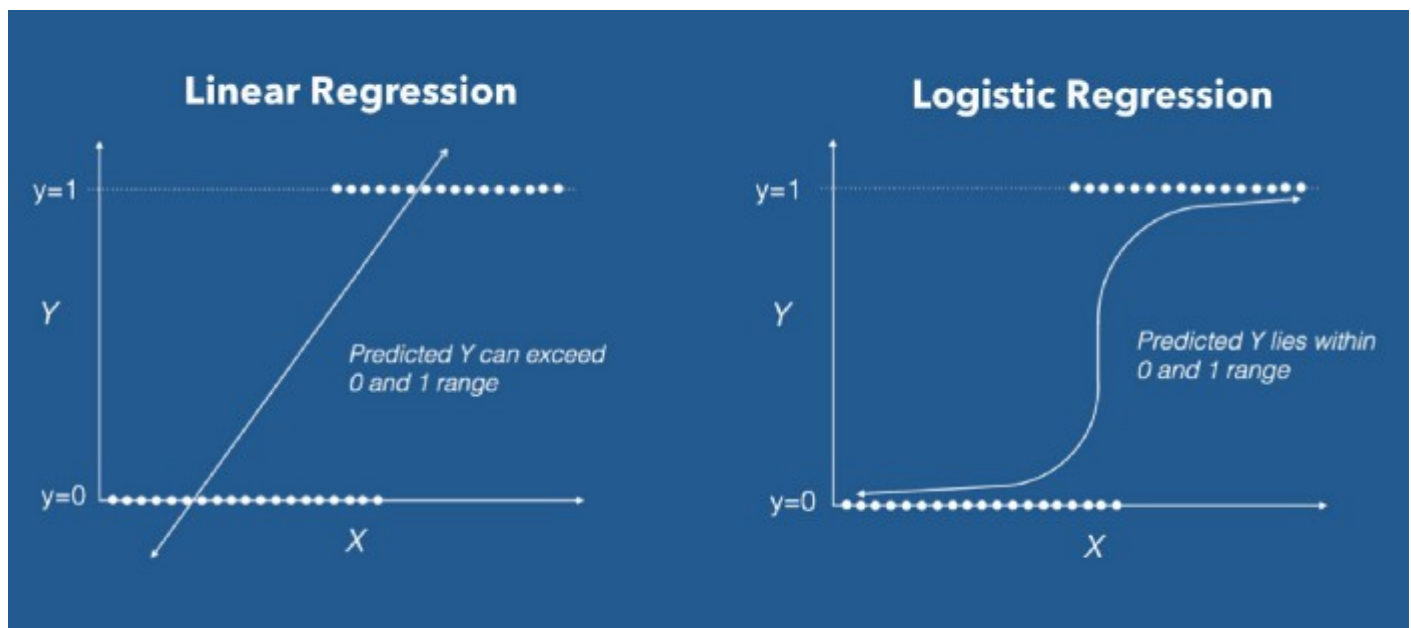 Linear Regression
y=1
Y
Predicted Y can exceed
0 and 1 range
y=0
X
Logistic Regression
y=1
Y
Predicted Y lies within
0 and 1 range
y=0
X